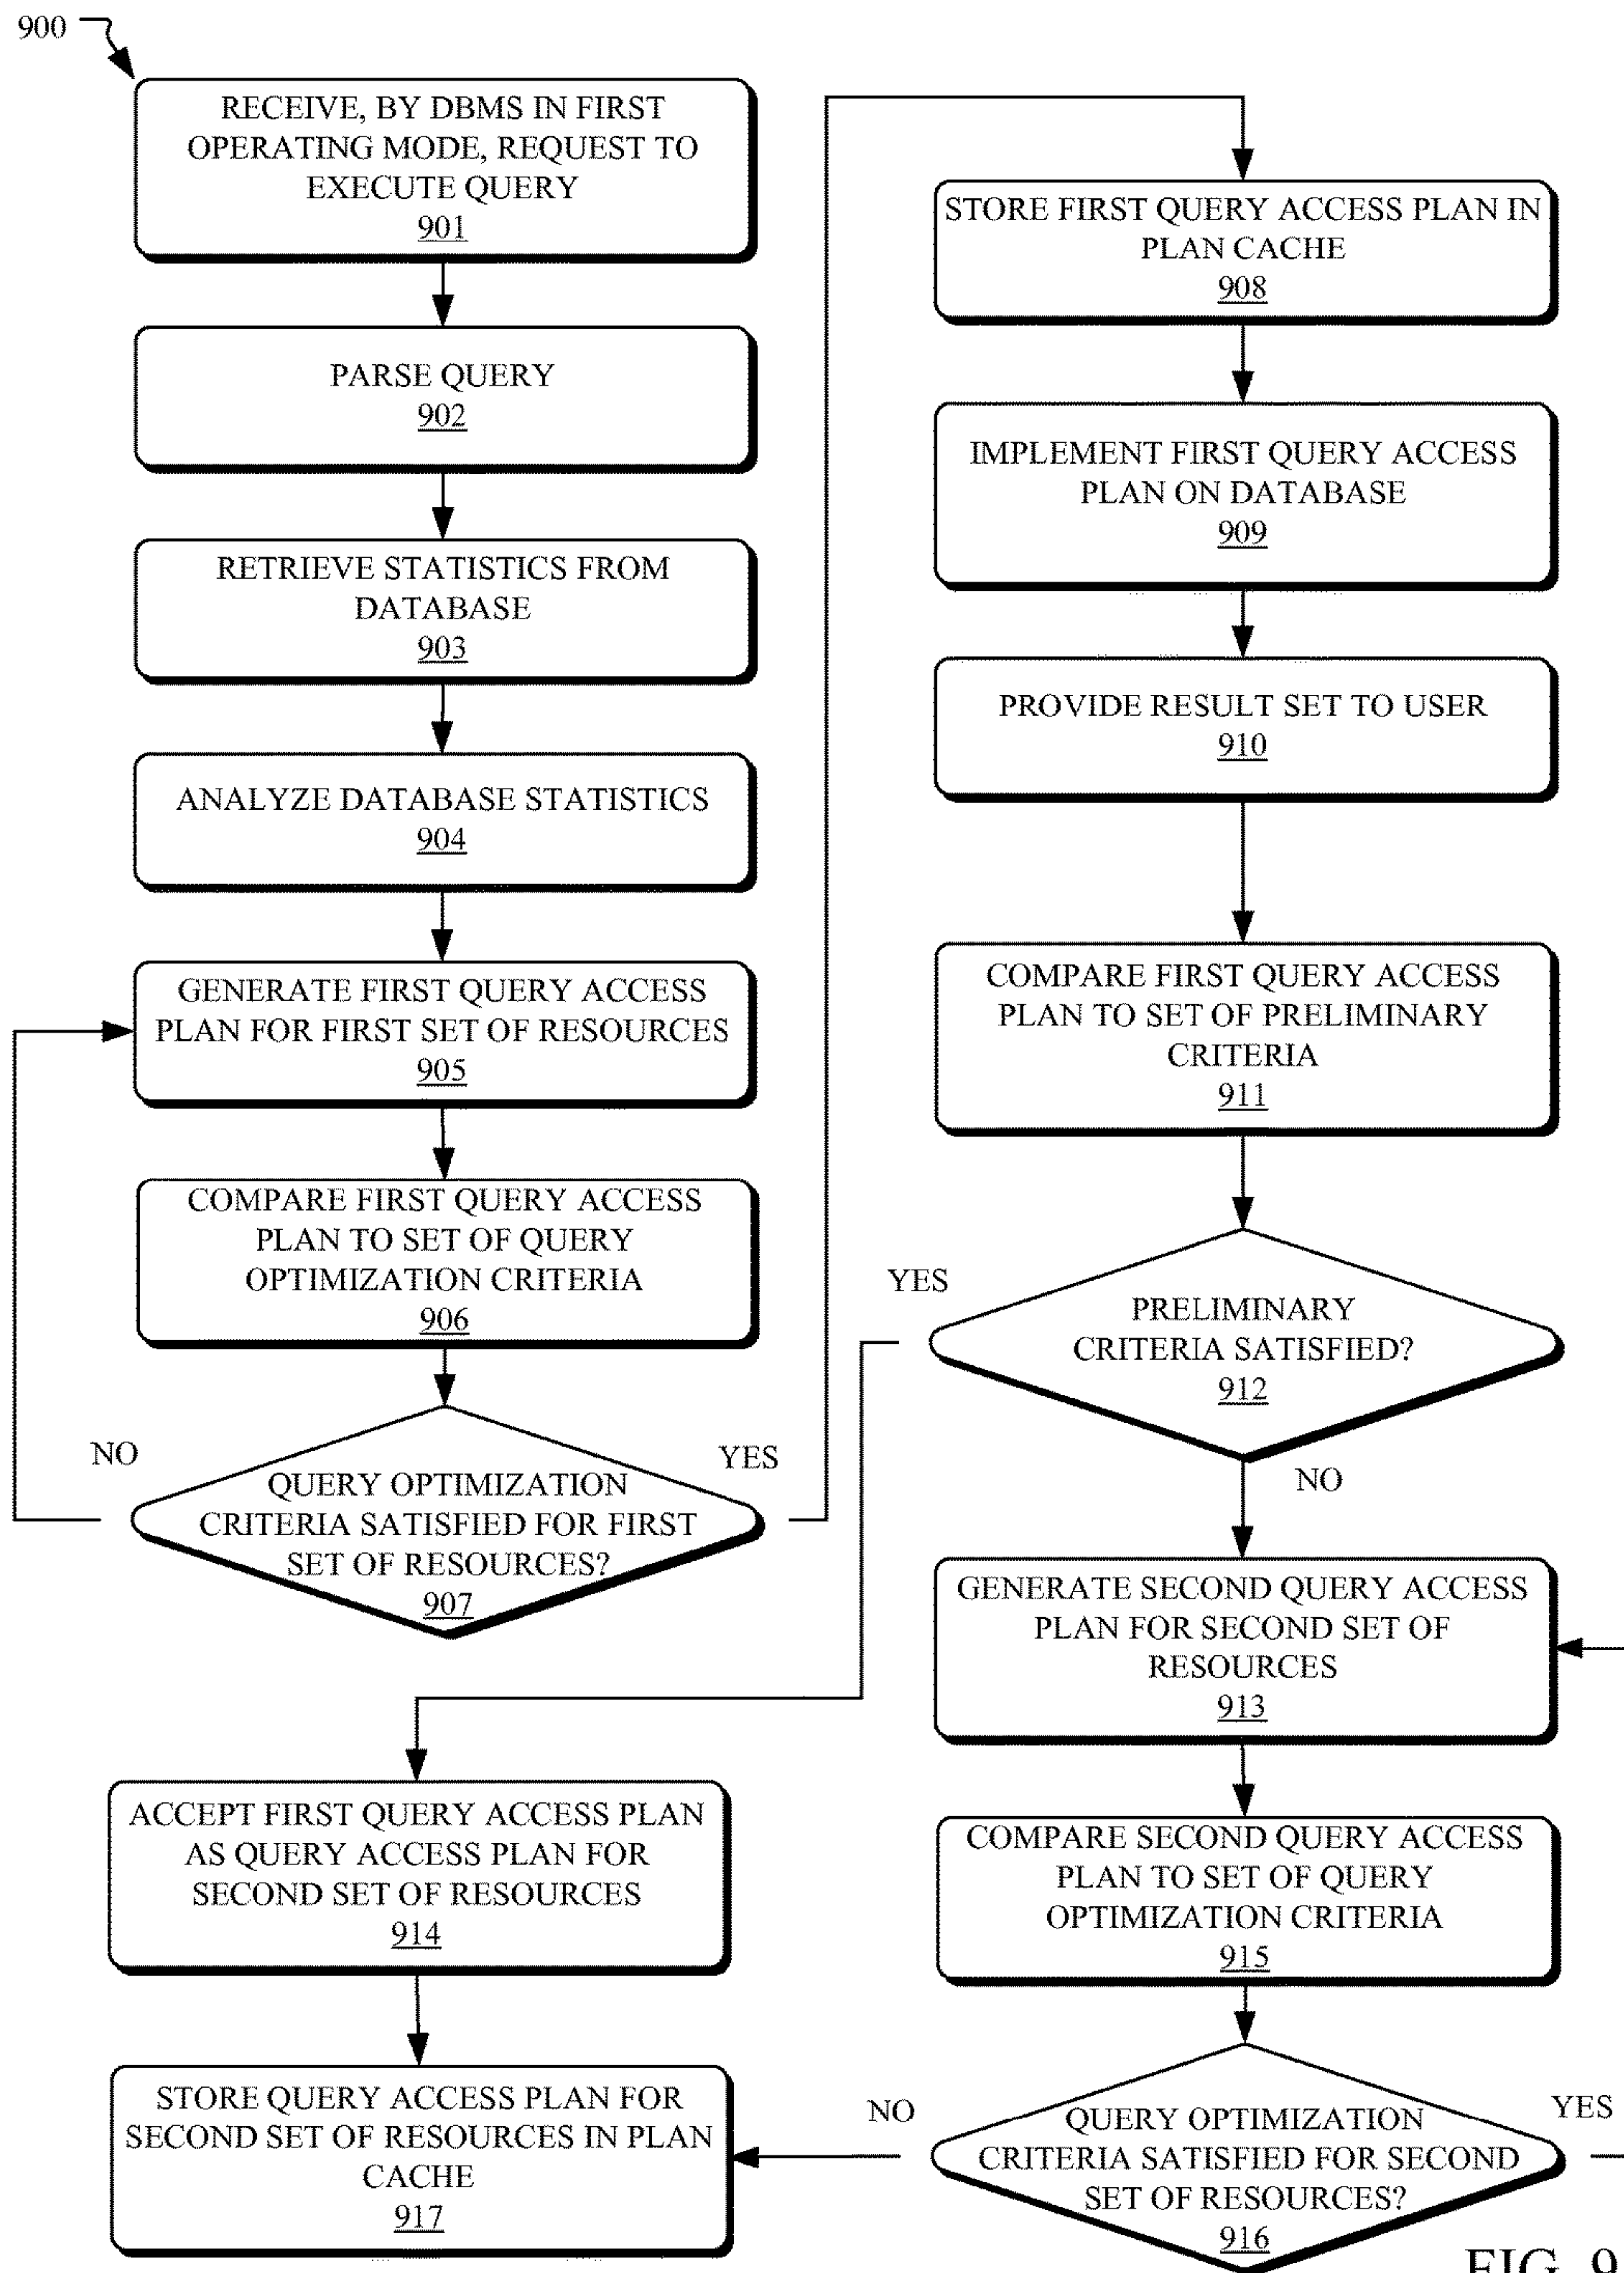 900
RECEIVE, BY DBMS IN FIRST
OPERATING MODE, REQUEST TO
EXECUTE QUERY
901
PARSE QUERY
902
RETRIEVE STATISTICS FROM
DATABASE
903
ANALYZE DATABASE STATISTICS
904
GENERATE FIRST QUERY ACCESS
PLAN FOR FIRST SET OF RESOURCES
905
COMPARE FIRST QUERY ACCESS
PLAN TO SET OF QUERY
OPTIMIZATION CRITERIA
906
NO
YES
QUERY OPTIMIZATION
CRITERIA SATISFIED FOR FIRST
SET OF RESOURCES?
907
STORE FIRST QUERY ACCESS PLAN IN
PLAN CACHE
908
IMPLEMENT FIRST QUERY ACCESS
PLAN ON DATABASE
909
PROVIDE RESULT SET TO USER
910
COMPARE FIRST QUERY ACCESS
PLAN TO SET OF PRELIMINARY
CRITERIA
911
YES
PRELIMINARY
CRITERIA SATISFIED?
912
NO
GENERATE SECOND QUERY ACCESS
PLAN FOR SECOND SET OF
RESOURCES
913
ACCEPT FIRST QUERY ACCESS PLAN
AS QUERY ACCESS PLAN FOR
SECOND SET OF RESOURCES
914
COMPARE SECOND QUERY ACCESS
PLAN TO SET OF QUERY
OPTIMIZATION CRITERIA
915
NO
YES
QUERY OPTIMIZATION
CRITERIA SATISFIED FOR SECOND
SET OF RESOURCES?
916
STORE QUERY ACCESS PLAN FOR
SECOND SET OF RESOURCES IN PLAN
CACHE
917
FIG. 9